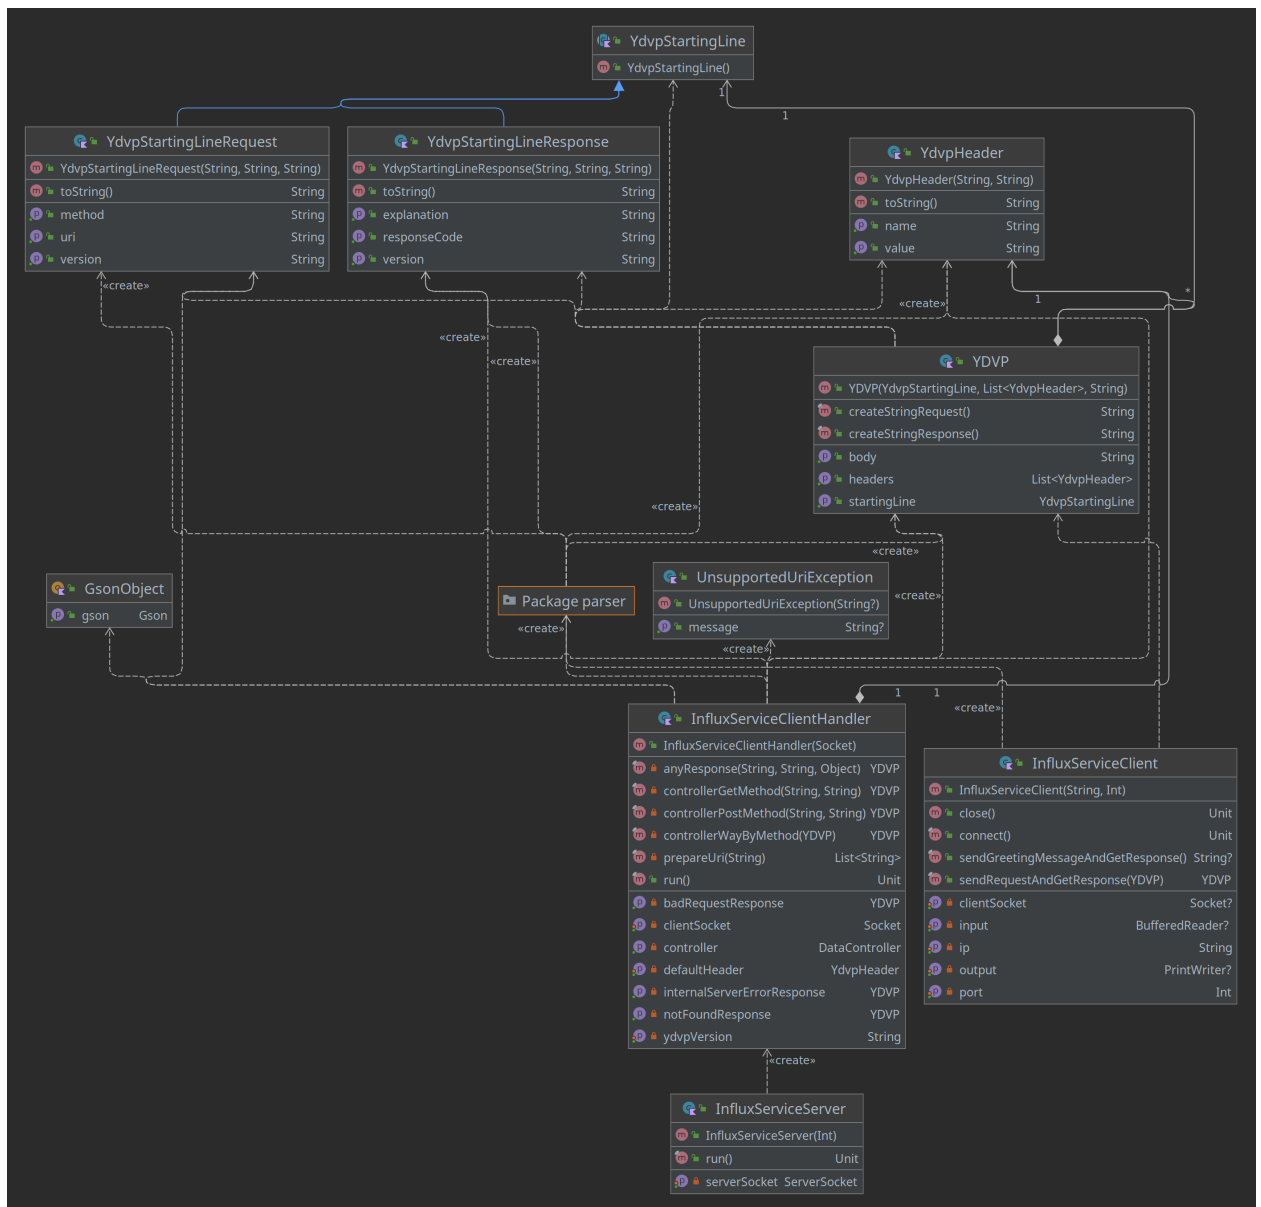 YdvpStartingLine
YdvpStartingLine()
1
1
YdvpStartingLineRequest
YdvpStartingLineRequest(String, String, String)
toString() String
method String
uri String
version String
YdvpStartingLineResponse
YdvpStartingLineResponse(String, String, String)
toString() String
explanation String
responseCode String
version String
YdvpHeader
YdvpHeader(String, String)
toString() String
name String
value String
«create»
«create»
1
*
«create»
«create»
YDVP
YDVP(YdvpStartingLine, List<YdvpHeader>, String)
createStringRequest() String
createStringResponse() String
body String
headers List<YdvpHeader>
startingLine YdvpStartingLine
«create»
«create»
GsonObject
gson Gson
Package parser
«create»
UnsupportedUriException
UnsupportedUriException(String?)
message String?
«create»
«create»
1
1
«create»
InfluxServiceClientHandler
InfluxServiceClientHandler(Socket)
anyResponse(String, String, Object) YDVP
controllerGetMethod(String, String) YDVP
controllerPostMethod(String, String) YDVP
controllerWayByMethod(YDVP) YDVP
prepareUri(String) List<String>
run() Unit
badRequestResponse YDVP
clientSocket Socket
controller DataController
defaultHeader YdvpHeader
internalServerErrorResponse YDVP
notFoundResponse YDVP
ydvpVersion String
InfluxServiceClient
InfluxServiceClient(String, Int)
close() Unit
connect() Unit
sendGreetingMessageAndGetResponse() String?
sendRequestAndGetResponse(YDVP) YDVP
clientSocket Socket?
input BufferedReader?
ip String
output PrintWriter?
port Int
«create»
InfluxServiceServer
InfluxServiceServer(Int)
run() Unit
serverSocket ServerSocket